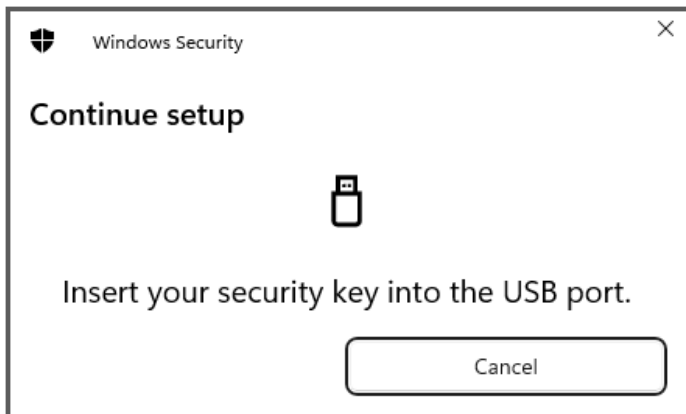 Windows Security
Continue setup
Insert your security key into the USB port.
Cancel